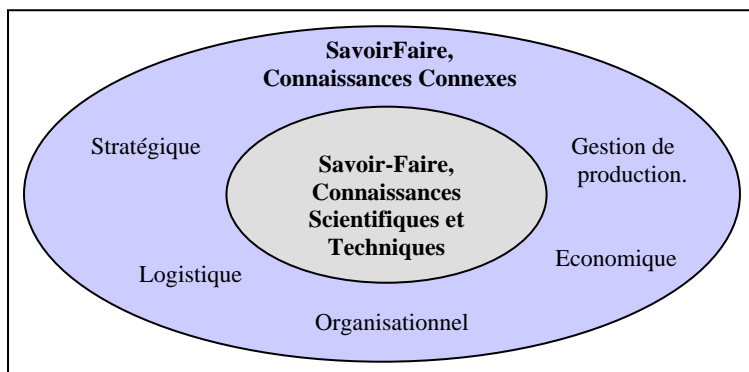 SavoirFaire,
Connaissances Connexes
Stratégique
Gestion de
production.
Savoir-Faire,
Connaissances
Scientifiques et
Techniques
Economique
Logistique
Organisationnel